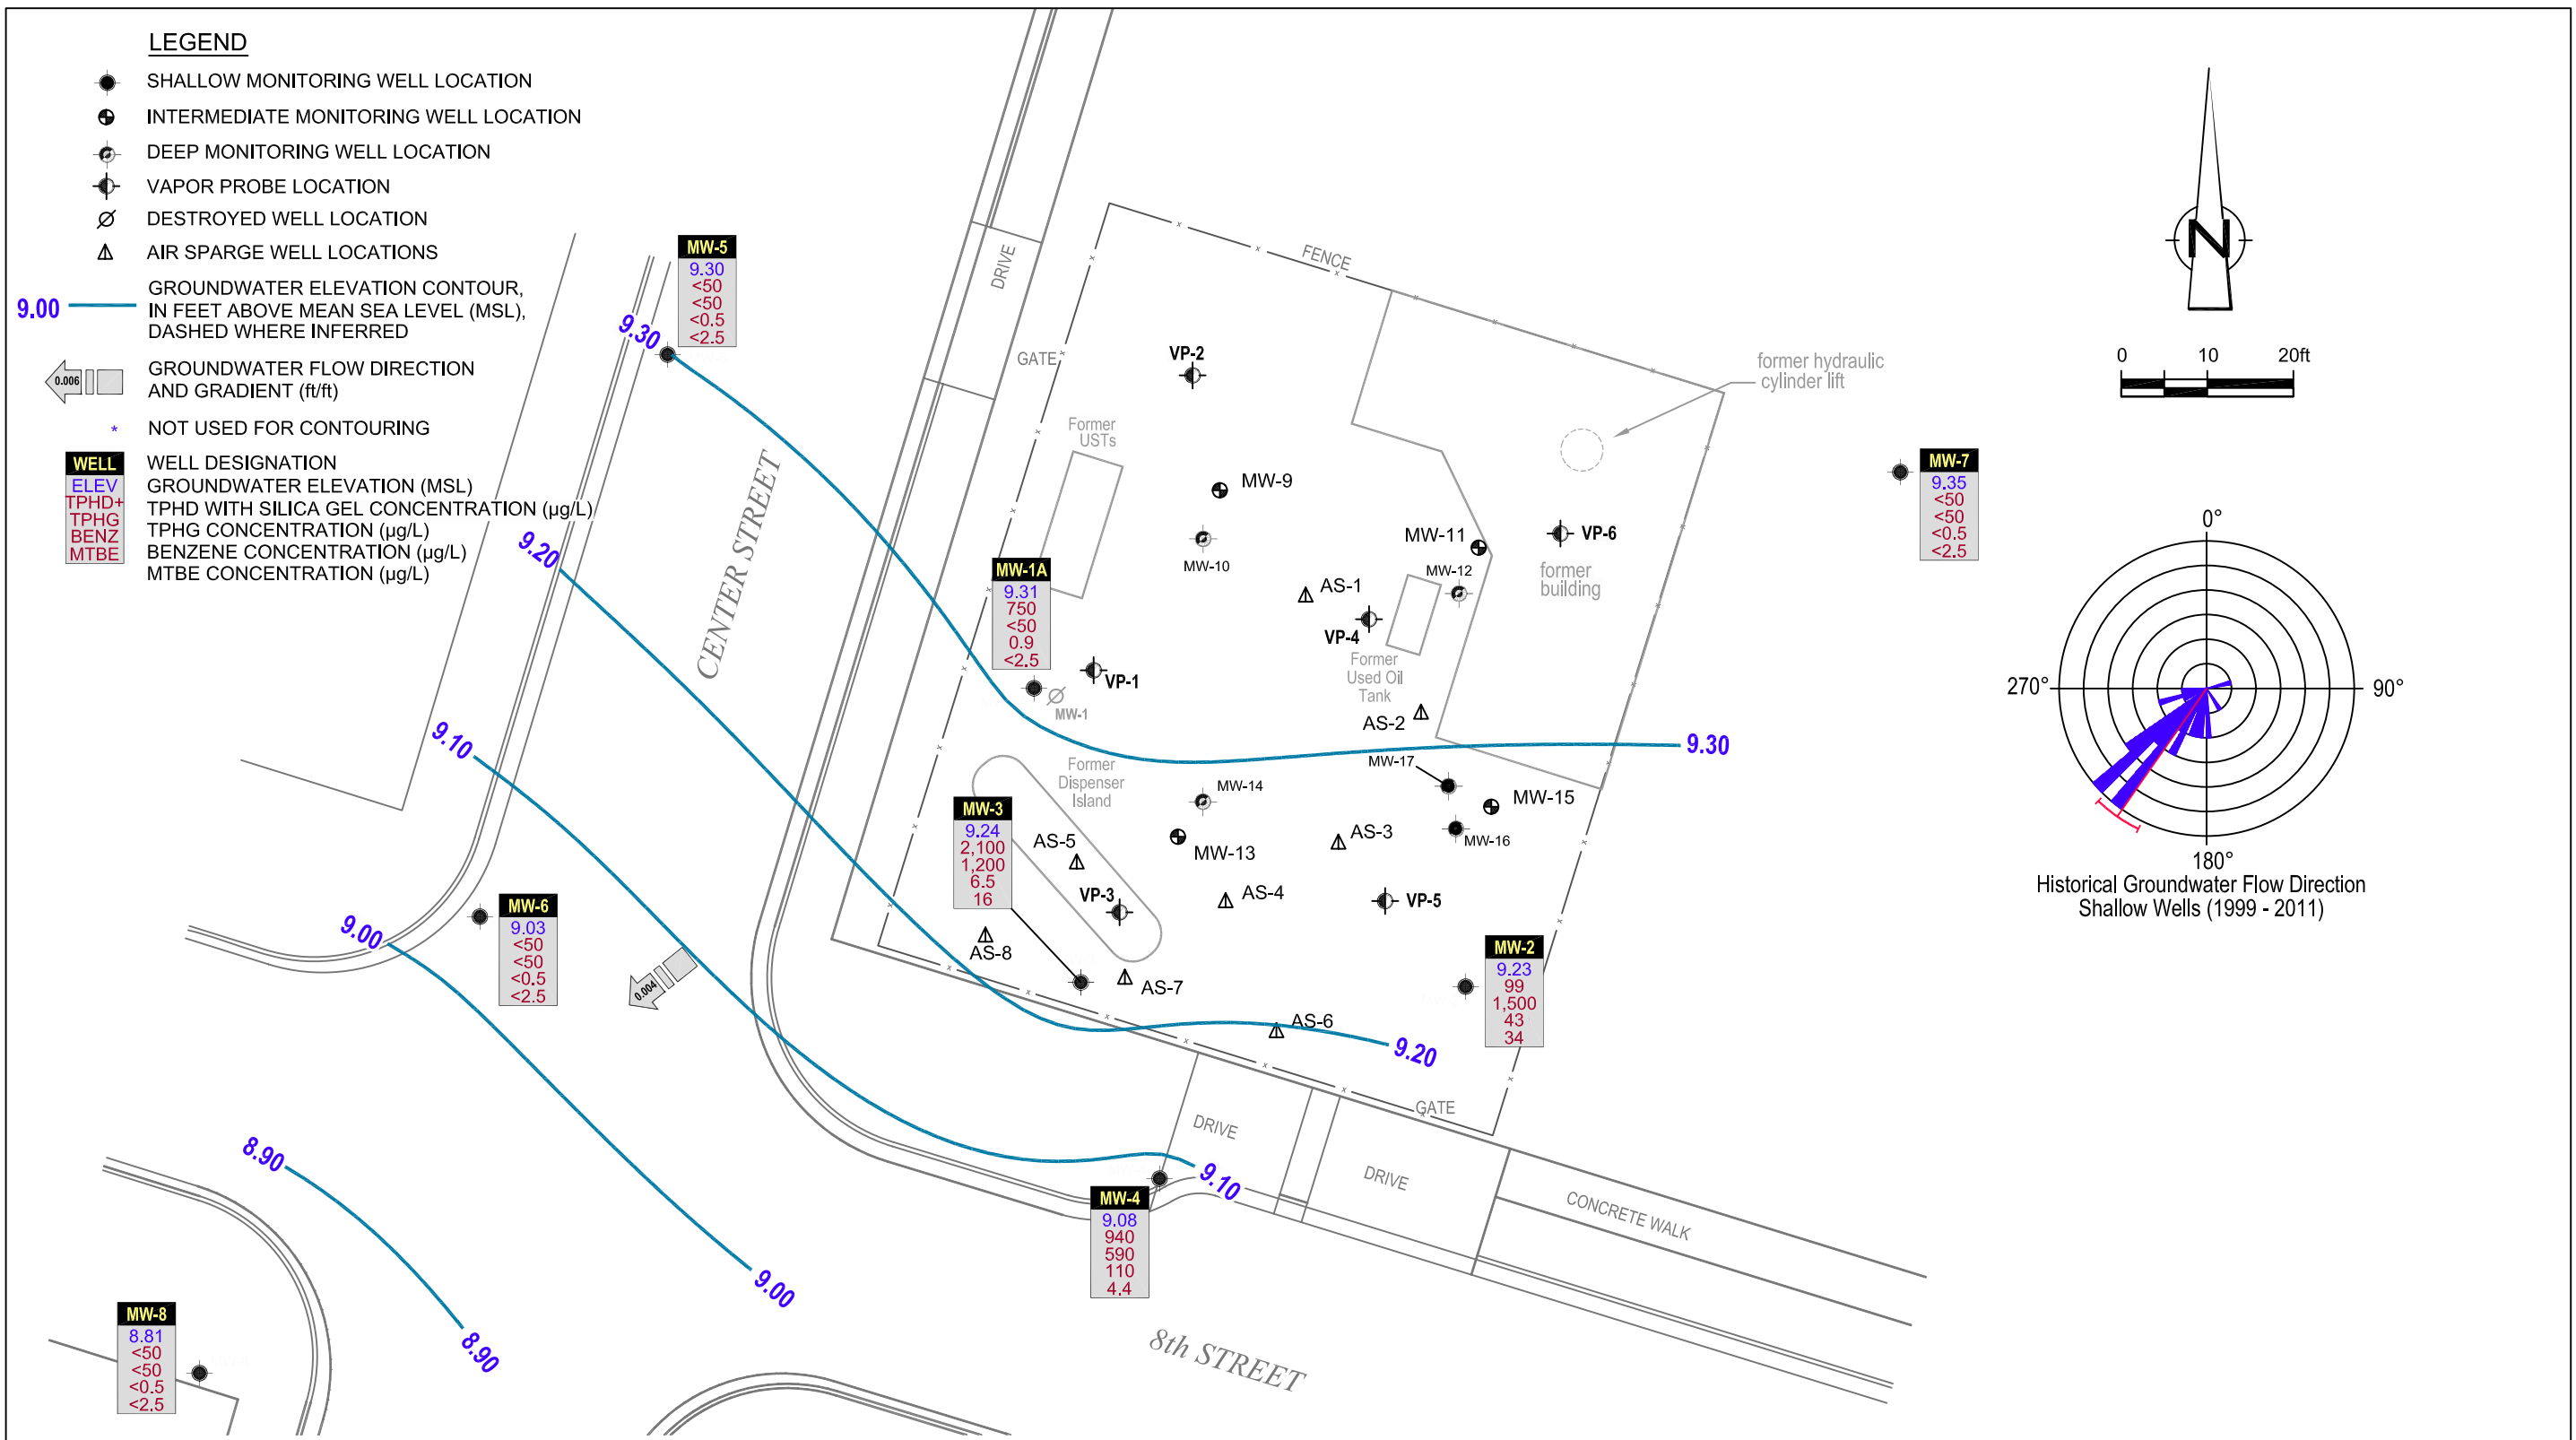 LEGEND
SHALLOW MONITORING WELL LOCATION
INTERMEDIATE MONITORING WELL LOCATION
DEEP MONITORING WELL LOCATION
VAPOR PROBE LOCATION
DESTROYED WELL LOCATION
AIR SPARGE WELL LOCATIONS
9.00
GROUNDWATER ELEVATION CONTOUR,
IN FEET ABOVE MEAN SEA LEVEL (MSL),
DASHED WHERE INFERRED
0.006
GROUNDWATER FLOW DIRECTION
AND GRADIENT (ft/ft)
* NOT USED FOR CONTOURING
WELL
ELEV
TPHD+
TPHG
BENZ
MTBE
WELL DESIGNATION
GROUNDWATER ELEVATION (MSL)
TPHD WITH SILICA GEL CONCENTRATION (µg/L)
TPHG CONCENTRATION (µg/L)
BENZENE CONCENTRATION (µg/L)
MTBE CONCENTRATION (µg/L)
MW-5
9.30
<50
<50
<0.5
<2.5
9.30
9.20
9.10
9.00
8.90
CENTER STREET
DRIVE
GATE
FENCE
VP-2
Former
USTs
MW-9
MW-10
MW-11
MW-12
VP-6
former
building
former hydraulic
cylinder lift
AS-1
VP-4
Former
Used Oil
Tank
AS-2
MW-1A
9.31
750
<50
0.9
<2.5
VP-1
MW-1
9.30
Former
Dispenser
Island
MW-14
MW-13
MW-17
MW-15
MW-16
AS-3
AS-4
AS-5
VP-3
VP-5
MW-3
9.24
2,100
1,200
6.5
16
AS-8
AS-7
AS-6
9.20
MW-2
9.23
99
1,500
43
34
MW-6
9.03
<50
<50
<0.5
<2.5
0.004
GATE
DRIVE
DRIVE
CONCRETE WALK
9.10
MW-4
9.08
940
590
110
4.4
9.00
8.90
MW-8
8.81
<50
<50
<0.5
<2.5
8th STREET
N
0 10 20ft
MW-7
9.35
<50
<50
<0.5
<2.5
0°
270°
90°
180°
Historical Groundwater Flow Direction
Shallow Wells (1999 - 2011)